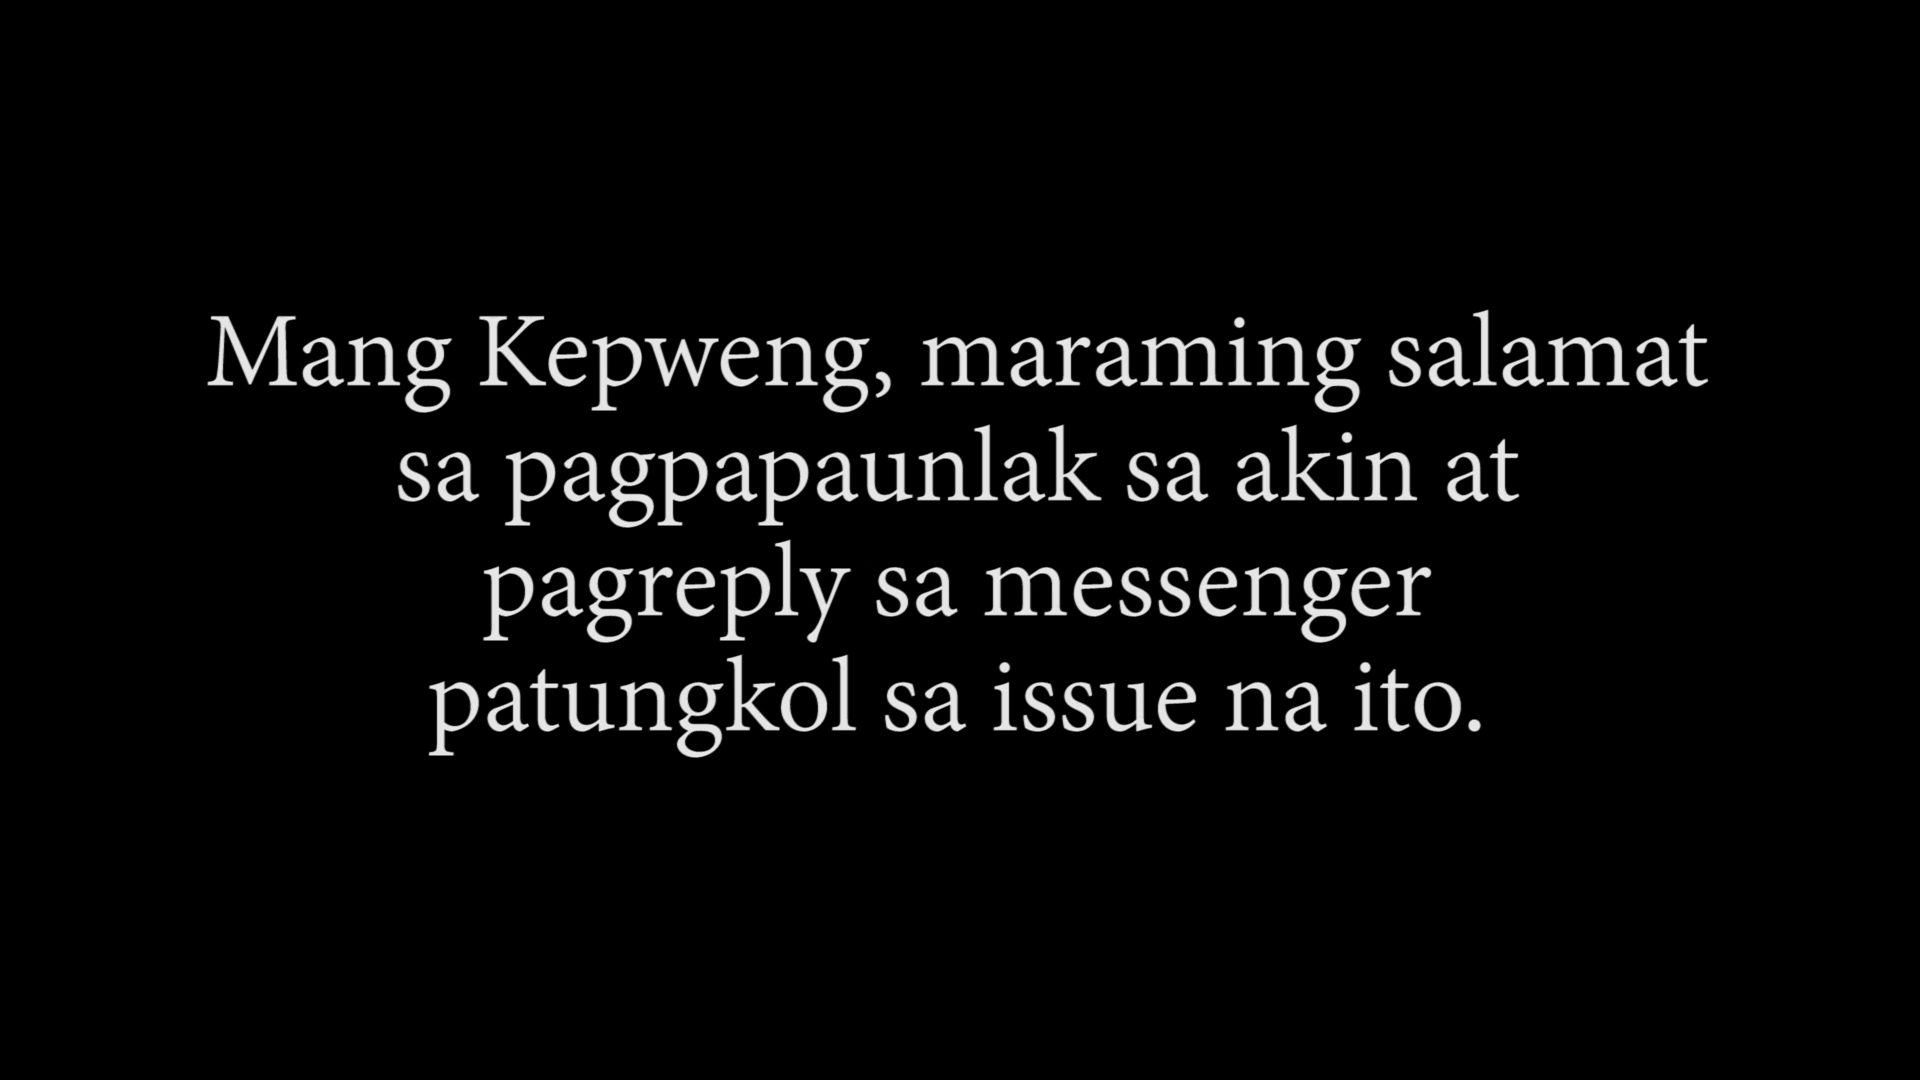 Mang Kepweng, maraming salamat
sa pagpapaunlak sa akin at
pagreply sa messenger
patungkol sa issue na ito.